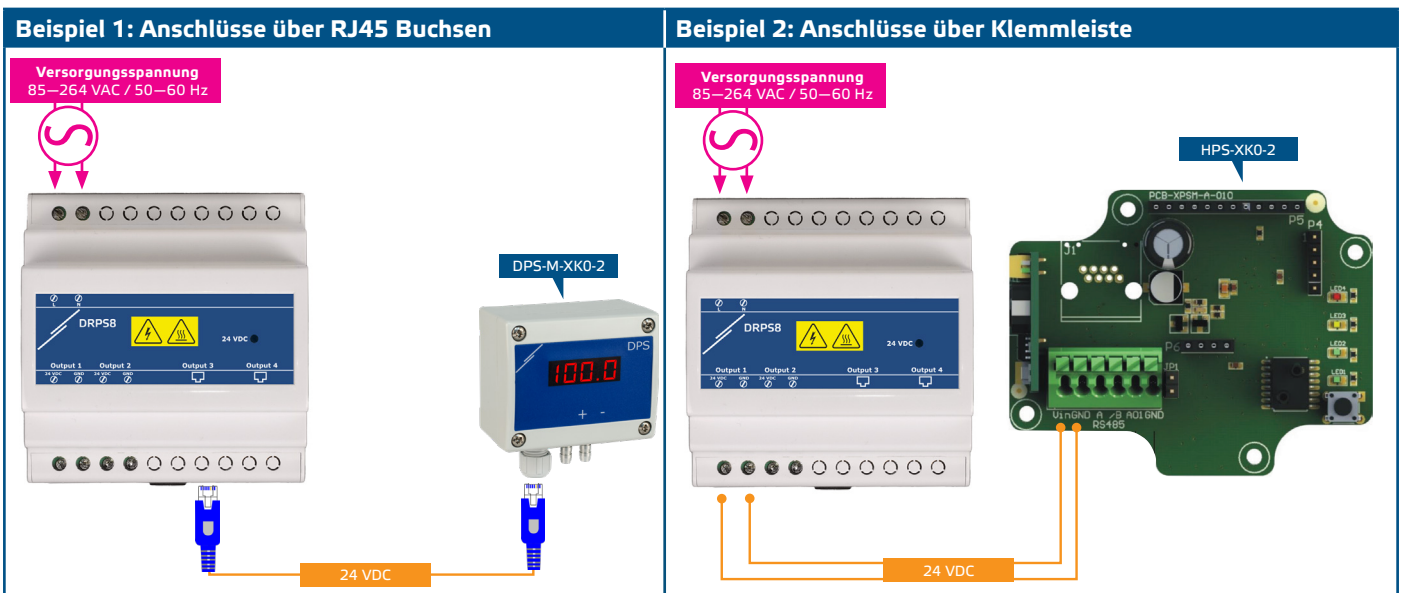 Beispiel 1: Anschlüsse über RJ45 Buchsen
Versorgungsspannung
85—264 VAC / 50—60 Hz
L N
DRPS8
24 VDC
Output 1 Output 2 Output 3 Output 4
24 VDC GND 24 VDC GND
DPS-M-XK0-2
DPS
100.0
+ -
24 VDC
Beispiel 2: Anschlüsse über Klemmleiste
Versorgungsspannung
85—264 VAC / 50—60 Hz
L N
DRPS8
24 VDC
Output 1 Output 2 Output 3 Output 4
24 VDC GND 24 VDC GND
HPS-XK0-2
PCB-XPSM-A-010
P5 P4
J1
LED4
LED3
LED2
LED1
P6
JP1
Vin GND A /B AO1 GND
RS485
24 VDC